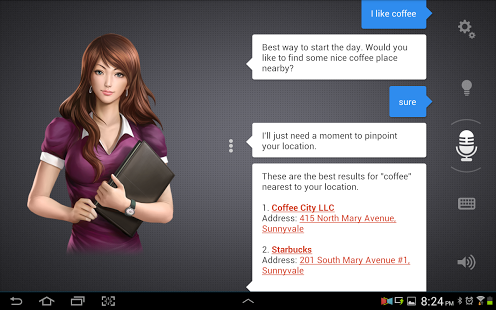 I like coffee
Best way to start the day. Would you
like to find some nice coffee place
nearby?
sure
I'll just need a moment to pinpoint
your location.
These are the best results for "coffee"
nearest to your location.
1. Coffee City LLC
Address: 415 North Mary Avenue,
Sunnyvale
2. Starbucks
Address: 201 South Mary Avenue #1,
Sunnyvale
8:24 PM